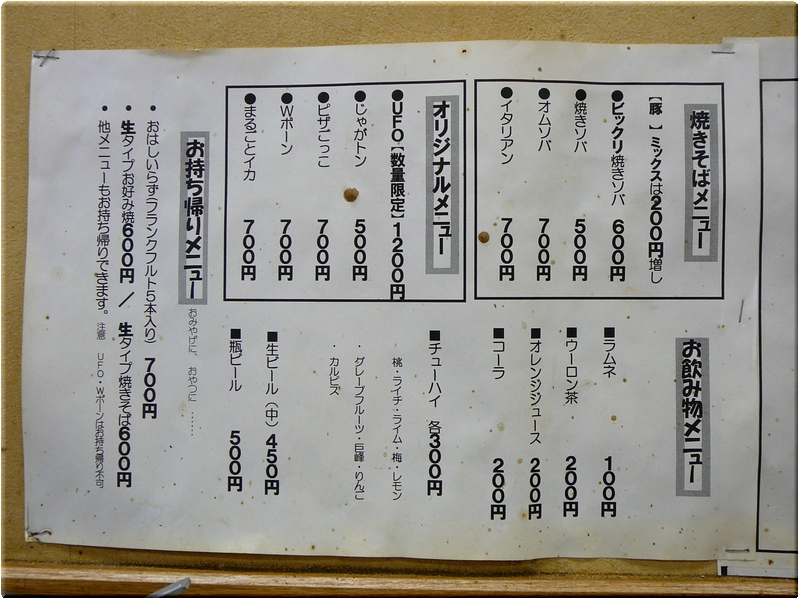 焼きそばメニュー
【豚】ミックスは200円増し
●ビックリ焼きソバ 600円
●焼きソバ 500円
●オムソバ 700円
●イタリアン 700円
オリジナルメニュー
●UFO【数量限定】1200円
●じゃがトン 500円
●ピザごっこ 700円
●Wボーン 700円
●まるごとイカ 700円
お飲み物メニュー
■ラムネ 100円
■ウーロン茶 200円
■オレンジジュース 200円
■コーラ 200円
■チューハイ 各300円
桃・ライチ・ライム・梅・レモン
・グレープフルーツ・巨峰・りんご
・カルピス
■生ビール(中) 450円
■瓶ビール 500円
お持ち帰りメニュー
おみやげに、おやつに……
・おはしいらず(フランクフルト5本入り) 700円
・生タイプお好み焼600円 / 生タイプ焼きそば600円
・他メニューもお持ち帰りできます。 注意 UFO・Wボーンはお持ち帰り不可